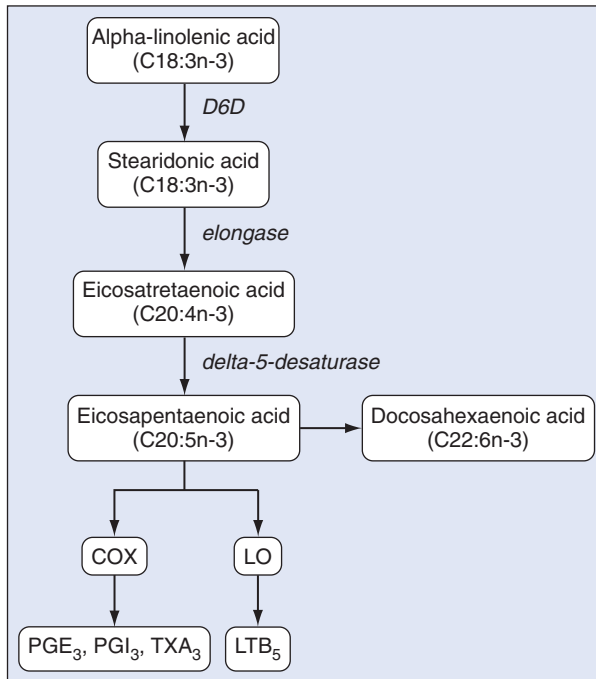 Alpha-linolenic acid
(C18:3n-3)
D6D
Stearidonic acid
(C18:3n-3)
elongase
Eicosatretaenoic acid
(C20:4n-3)
delta-5-desaturase
Eicosapentaenoic acid
(C20:5n-3)
Docosahexaenoic acid
(C22:6n-3)
COX
LO
PGE₃, PGI₃, TXA₃
LTB₅